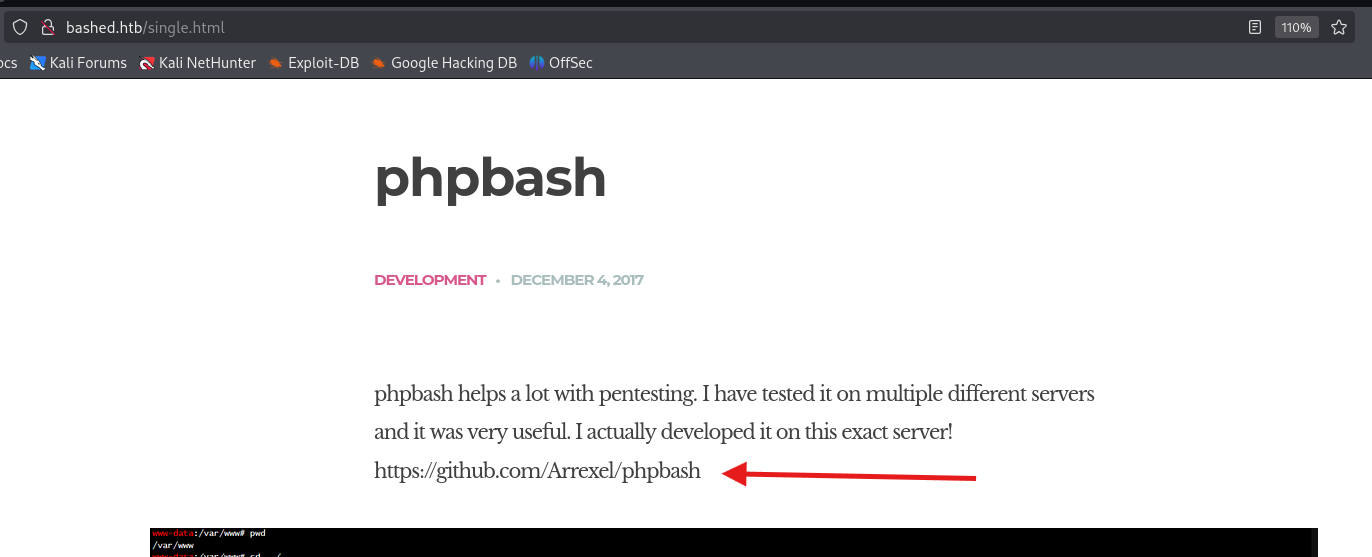 bashed.htb/single.html
110%
ocs Kali Forums Kali NetHunter Exploit-DB Google Hacking DB OffSec
phpbash
DEVELOPMENT • DECEMBER 4, 2017
phpbash helps a lot with pentesting. I have tested it on multiple different servers
and it was very useful. I actually developed it on this exact server!
https://github.com/Arrexel/phpbash
www-data:/var/www# pwd
/var/www